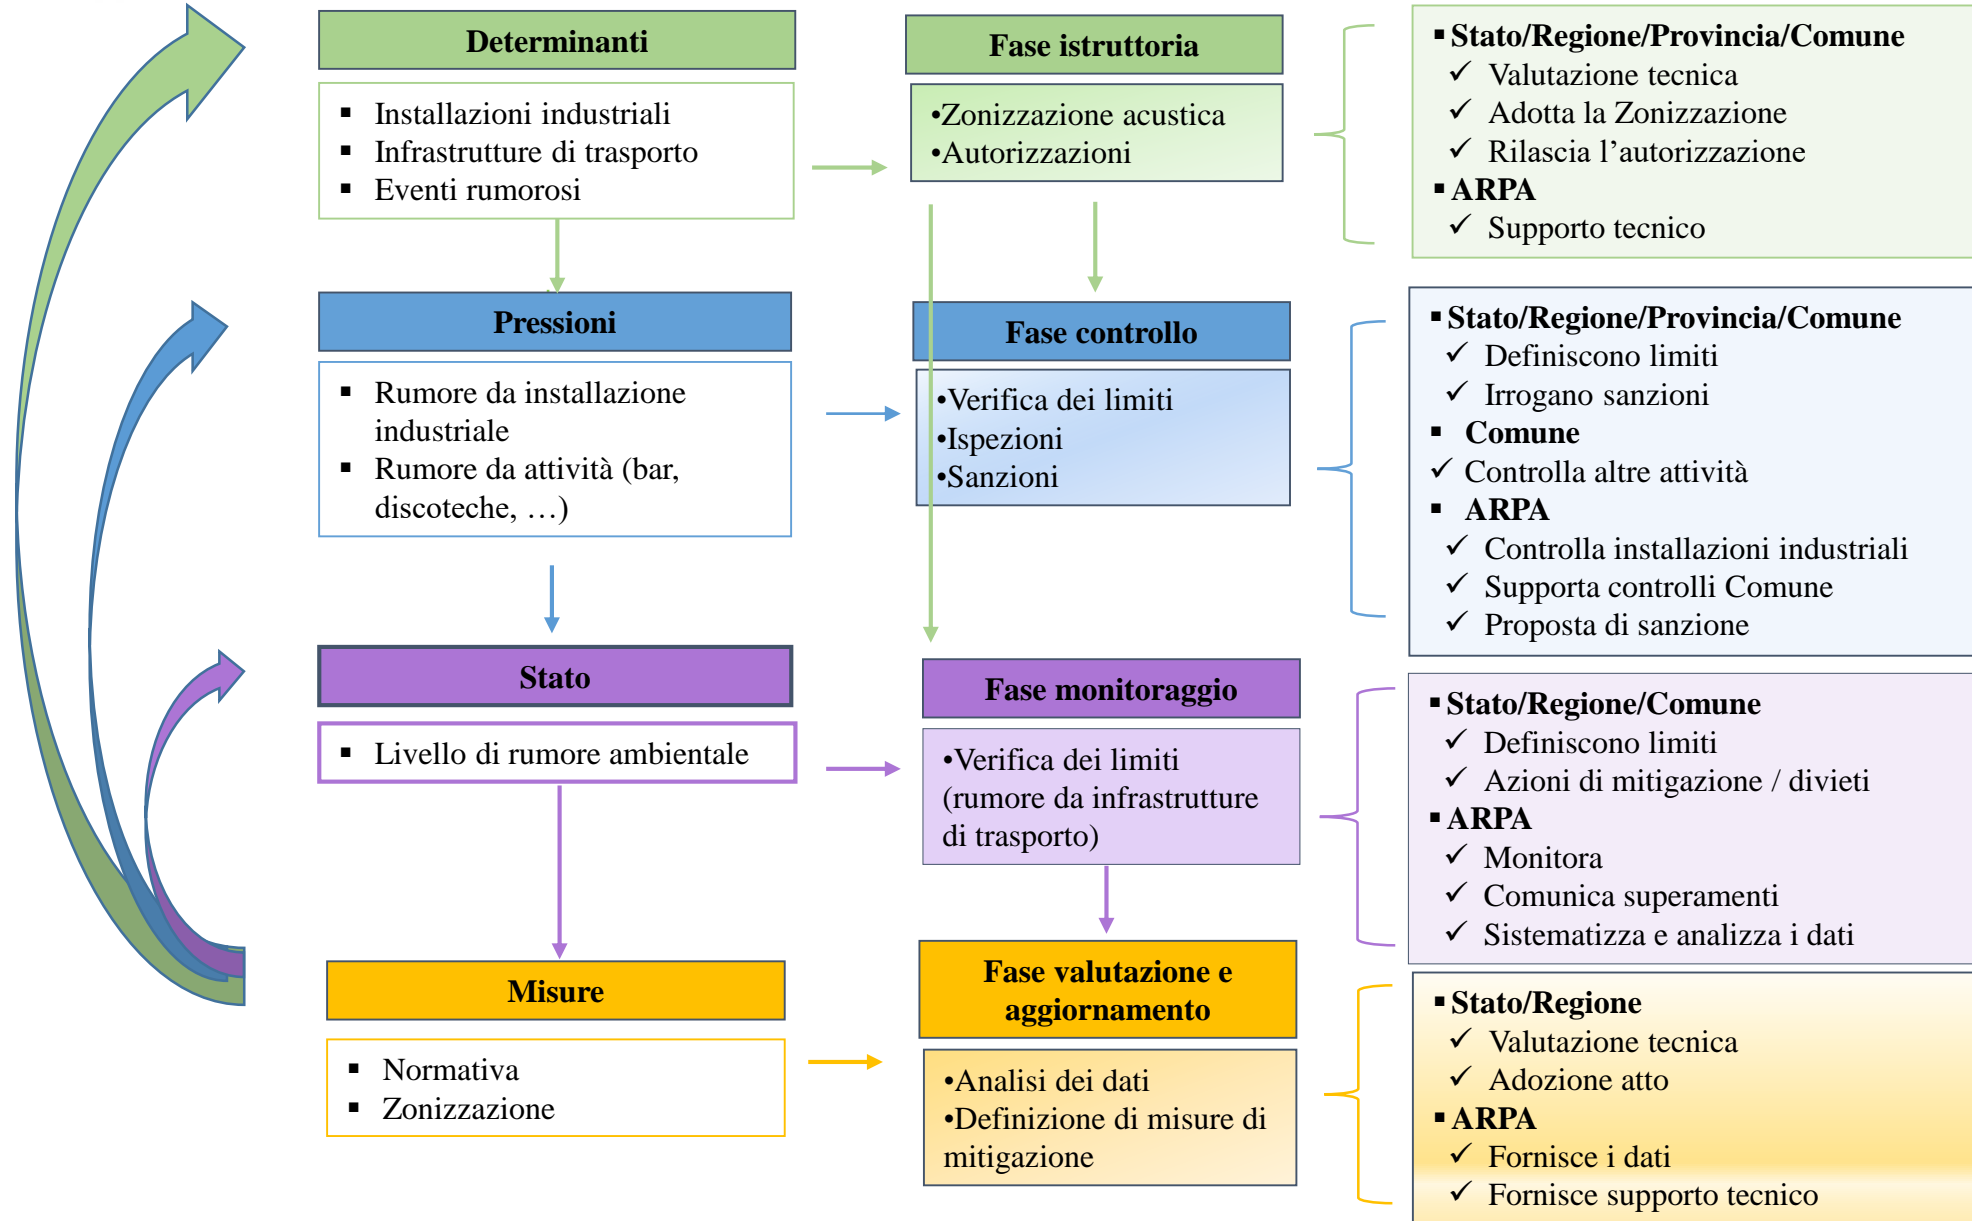 Determinanti
▪ Installazioni industriali
▪ Infrastrutture di trasporto
▪ Eventi rumorosi
Fase istruttoria
•Zonizzazione acustica
•Autorizzazioni
▪ Stato/Regione/Provincia/Comune
✓ Valutazione tecnica
✓ Adotta la Zonizzazione
✓ Rilascia l’autorizzazione
▪ ARPA
✓ Supporto tecnico
Pressioni
▪ Rumore da installazione
industriale
▪ Rumore da attività (bar,
discoteche, …)
Fase controllo
•Verifica dei limiti
•Ispezioni
•Sanzioni
▪ Stato/Regione/Provincia/Comune
✓ Definiscono limiti
✓ Irrogano sanzioni
▪ Comune
✓ Controlla altre attività
▪ ARPA
✓ Controlla installazioni industriali
✓ Supporta controlli Comune
✓ Proposta di sanzione
Stato
▪ Livello di rumore ambientale
Fase monitoraggio
•Verifica dei limiti
(rumore da infrastrutture
di trasporto)
▪ Stato/Regione/Comune
✓ Definiscono limiti
✓ Azioni di mitigazione / divieti
▪ ARPA
✓ Monitora
✓ Comunica superamenti
✓ Sistematizza e analizza i dati
Misure
▪ Normativa
▪ Zonizzazione
Fase valutazione e
aggiornamento
•Analisi dei dati
•Definizione di misure di
mitigazione
▪ Stato/Regione
✓ Valutazione tecnica
✓ Adozione atto
▪ ARPA
✓ Fornisce i dati
✓ Fornisce supporto tecnico